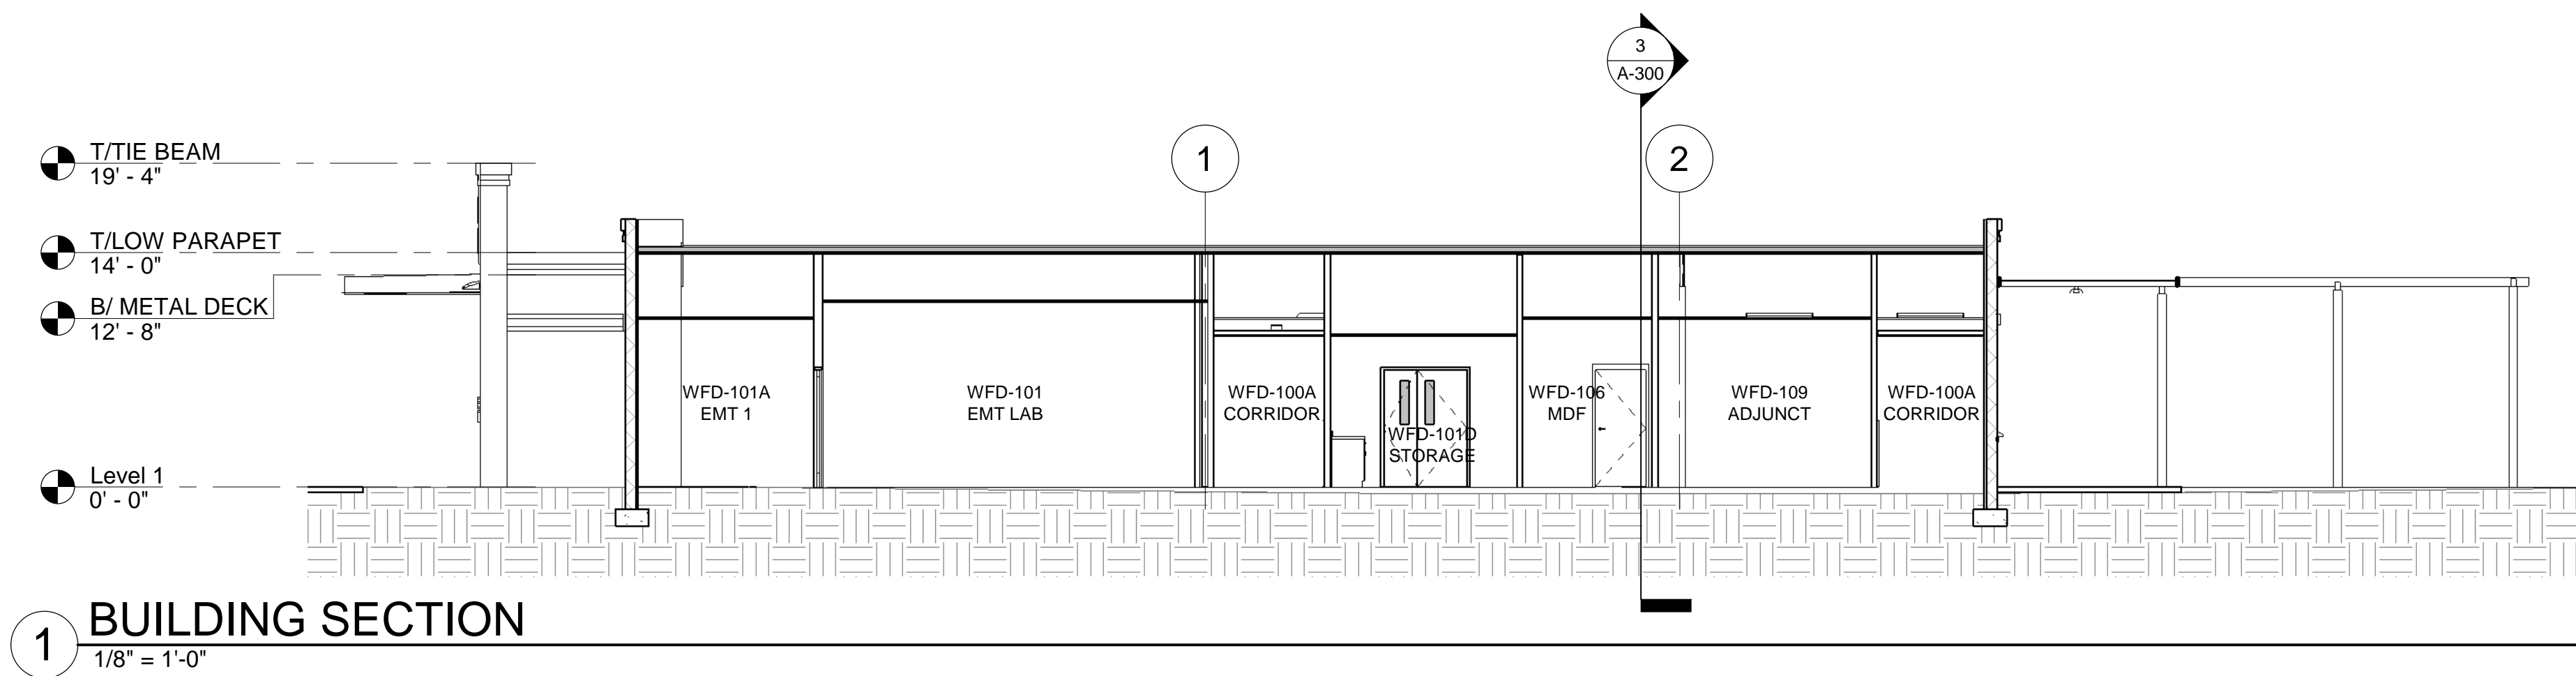 3
A-300
T/TIE BEAM
19' - 4"
1
2
T/LOW PARAPET
14' - 0"
B/ METAL DECK
12' - 8"
WFD-101A
EMT 1
WFD-101
EMT LAB
WFD-100A
CORRIDOR
WFD-101D
STORAGE
WFD-106
MDF
WFD-109
ADJUNCT
WFD-100A
CORRIDOR
Level 1
0' - 0"
1
BUILDING SECTION
1/8" = 1'-0"